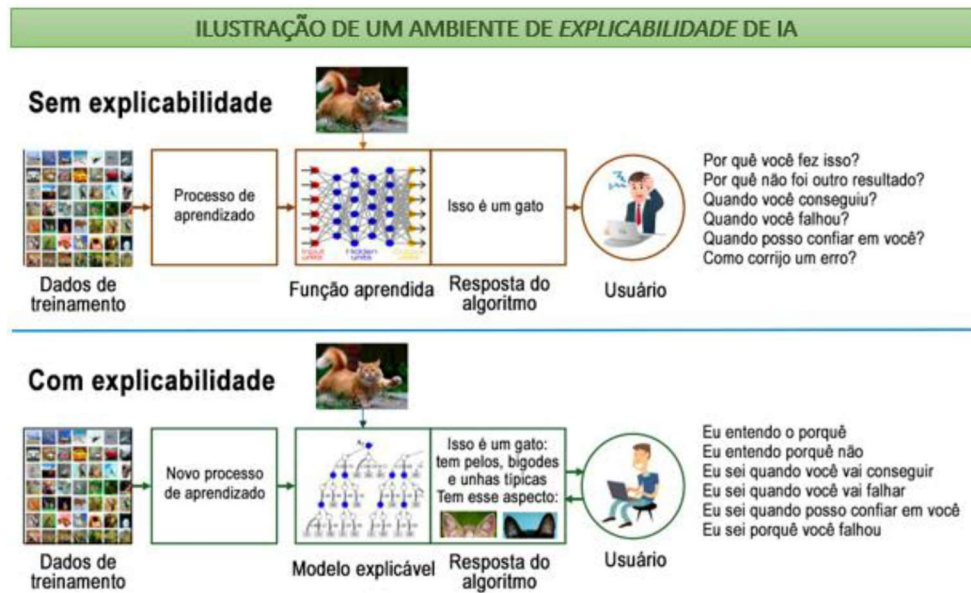 ILUSTRAÇÃO DE UM AMBIENTE DE EXPLICABILIDADE DE IA
Sem explicabilidade
Dados de
treinamento
Processo de
aprendizado
input
units
hidden
units
Função aprendida
Isso é um gato
Resposta do
algoritmo
Usuário
Por quê você fez isso?
Por quê não foi outro resultado?
Quando você conseguiu?
Quando você falhou?
Quando posso confiar em você?
Como corrijo um erro?
Com explicabilidade
Dados de
treinamento
Novo processo
de aprendizado
Modelo explicável
Isso é um gato:
tem pelos, bigodes
e unhas típicas
Tem esse aspecto:
Resposta do
algoritmo
Usuário
Eu entendo o porquê
Eu entendo porquê não
Eu sei quando você vai conseguir
Eu sei quando você vai falhar
Eu sei quando posso confiar em você
Eu sei porquê você falhou